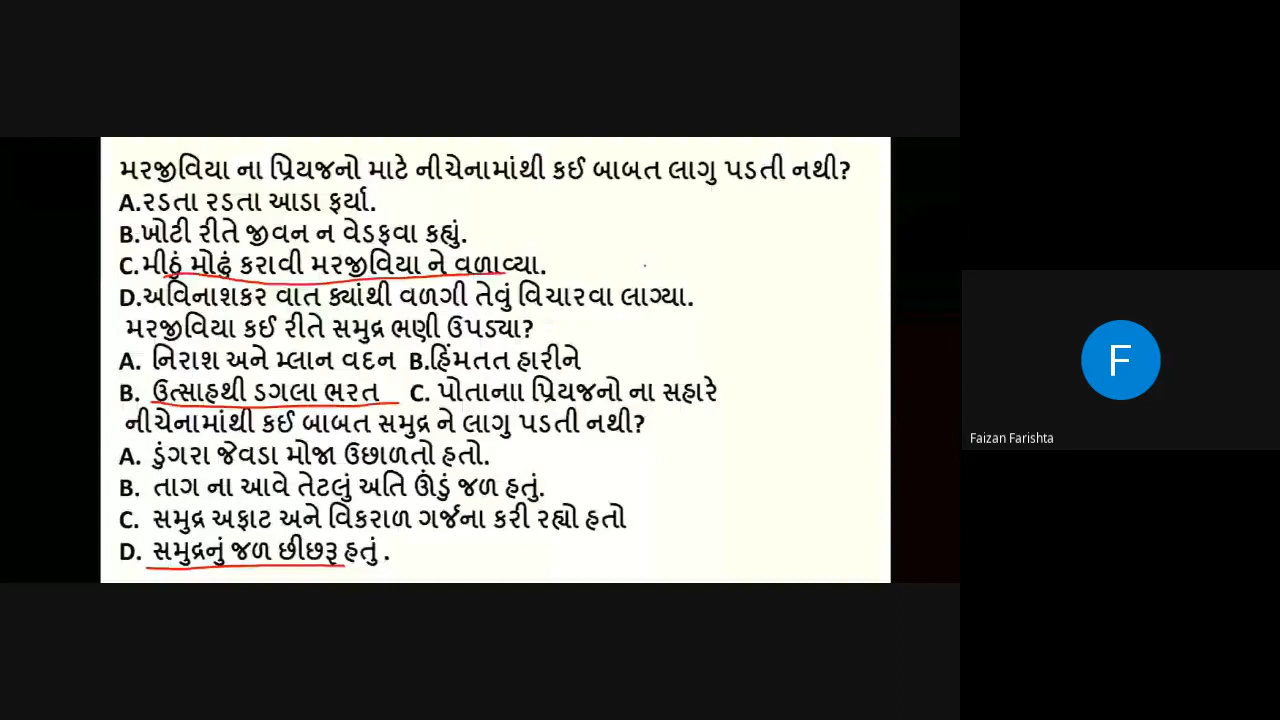 મરજીવિયા ના પ્રિયજનો માટે નીચેનામાંથી કઈ બાબત લાગુ પડતી નથી?
A.રડતા રડતા આડા ફર્યા.
B.ખોટી રીતે જીવન ન વેડફવા કહ્યું.
C.મીઠું મોઢું કરાવી મરજીવિયા ને વળાવ્યા.
D.અવિનાશકર વાત ક્યાંથી વળગી તેવું વિચારવા લાગ્યા.
મરજીવિયા કઈ રીતે સમુદ્ર ભણી ઉપડ્યા?
A. નિરાશ અને મ્લાન વદન B.હિંમતત હારીને
B. ઉત્સાહથી ડગલા ભરત C. પોતાનાા પ્રિયજનો ના સહારે
નીચેનામાંથી કઈ બાબત સમુદ્ર ને લાગુ પડતી નથી?
A. ડુંગરા જેવડા મોજા ઉછાળતો હતો.
B. તાગ ના આવે તેટલું અતિ ઊંડું જળ હતું.
C. સમુદ્ર અફાટ અને વિકરાળ ગર્જના કરી રહ્યો હતો
D. સમુદ્રનું જળ છીછરૂ હતું .
F
Faizan Farishta